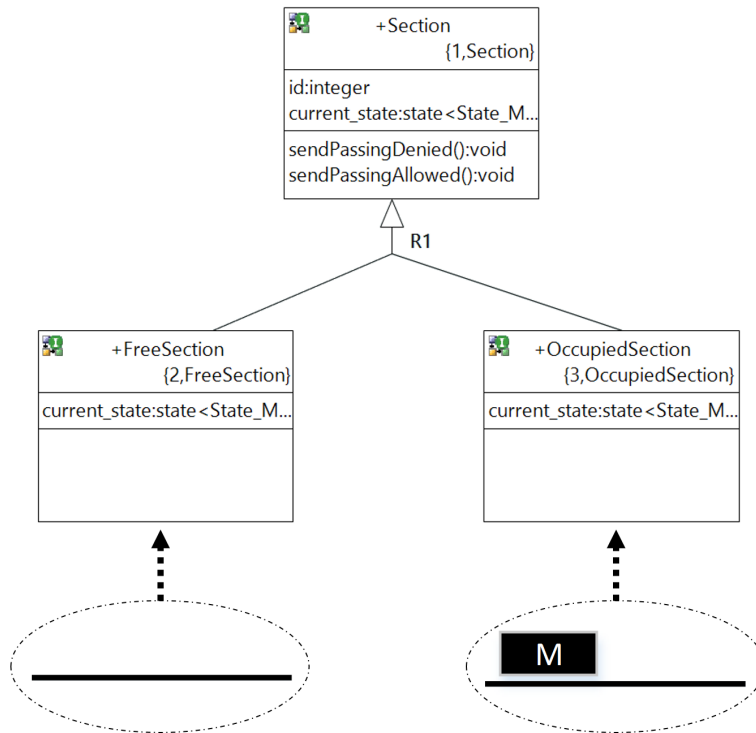 +Section
{1,Section}
id:integer
current_state:state<State_M...
sendPassingDenied():void
sendPassingAllowed():void
R1
+FreeSection
{2,FreeSection}
current_state:state<State_M...
+OccupiedSection
{3,OccupiedSection}
current_state:state<State_M...
M